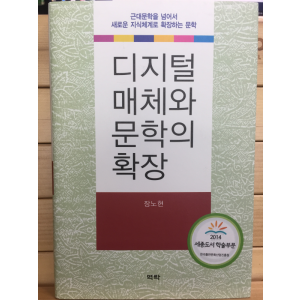 근대문학을 넘어서
새로운 지식체계로 확장하는 문학
디지털
매체와
문학의
확장
장노현
2014
세종도서 학술부문
역락